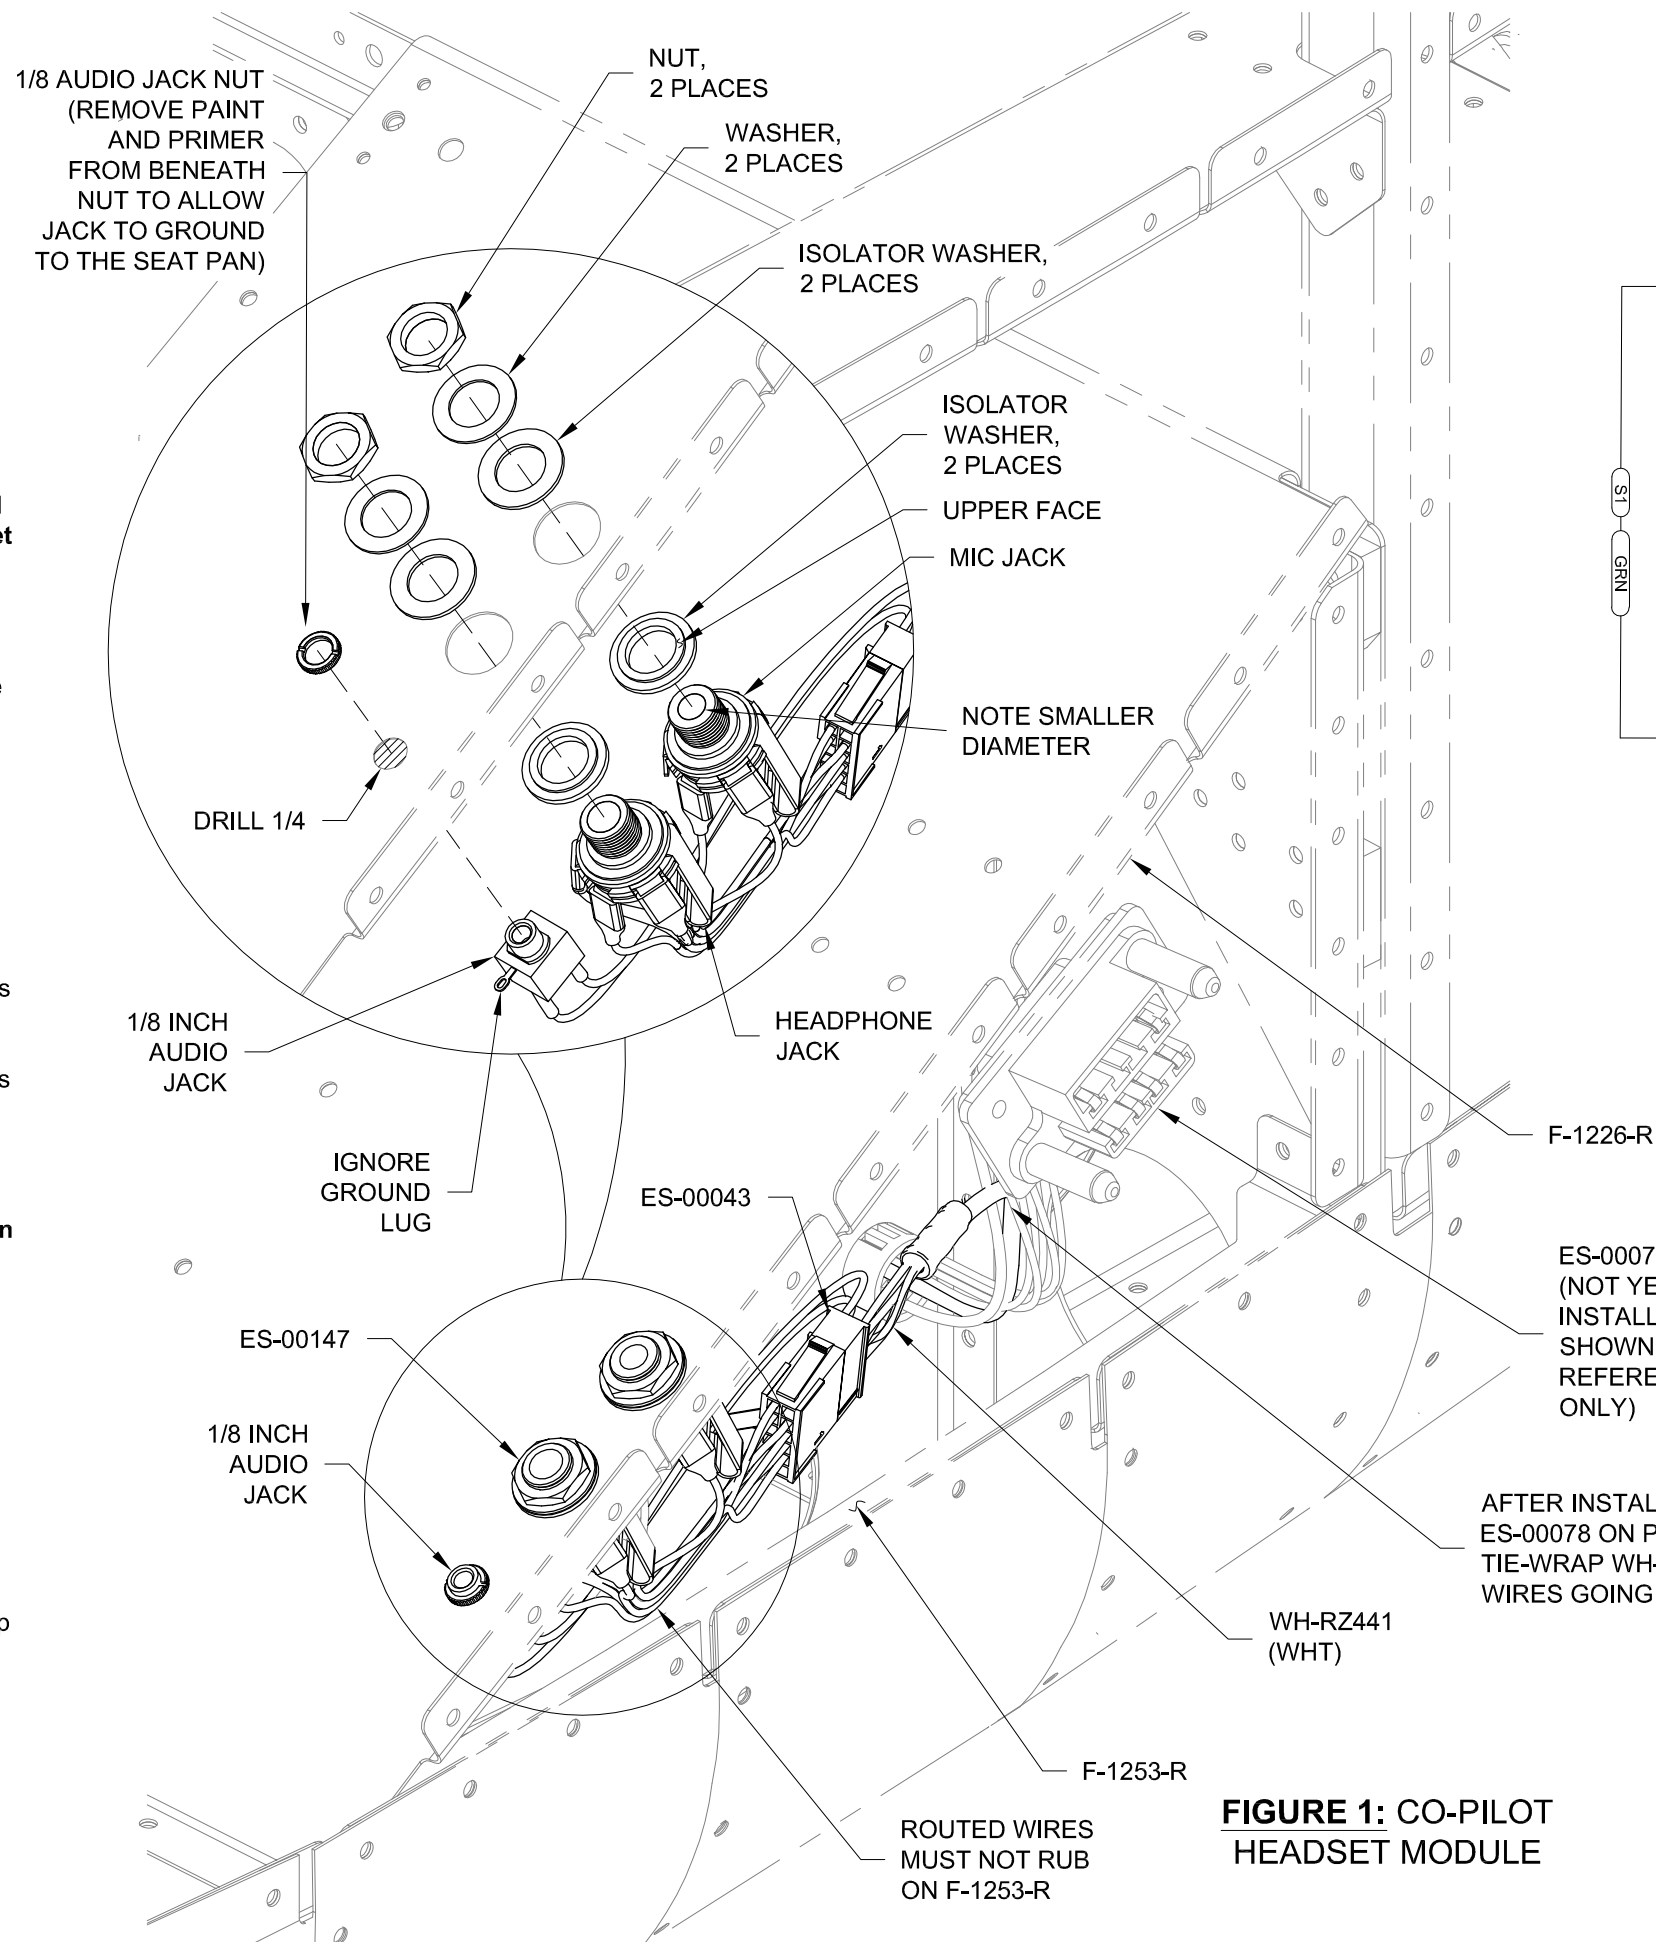 1/8 AUDIO JACK NUT
(REMOVE PAINT
AND PRIMER
FROM BENEATH
NUT TO ALLOW
JACK TO GROUND
TO THE SEAT PAN)
NUT,
2 PLACES
WASHER,
2 PLACES
ISOLATOR WASHER,
2 PLACES
ISOLATOR
WASHER,
2 PLACES
UPPER FACE
MIC JACK
NOTE SMALLER
DIAMETER
DRILL 1/4
1/8 INCH
AUDIO
JACK
HEADPHONE
JACK
IGNORE
GROUND
LUG
S1
GRN
F-1226-R
ES-00043
ES-00147
1/8 INCH
AUDIO
JACK
ES-0007
(NOT YE
INSTALL
SHOWN
REFERE
ONLY)
AFTER INSTAL
ES-00078 ON P
TIE-WRAP WH-
WIRES GOING
WH-RZ441
(WHT)
F-1253-R
ROUTED WIRES
MUST NOT RUB
ON F-1253-R
FIGURE 1: CO-PILOT
HEADSET MODULE